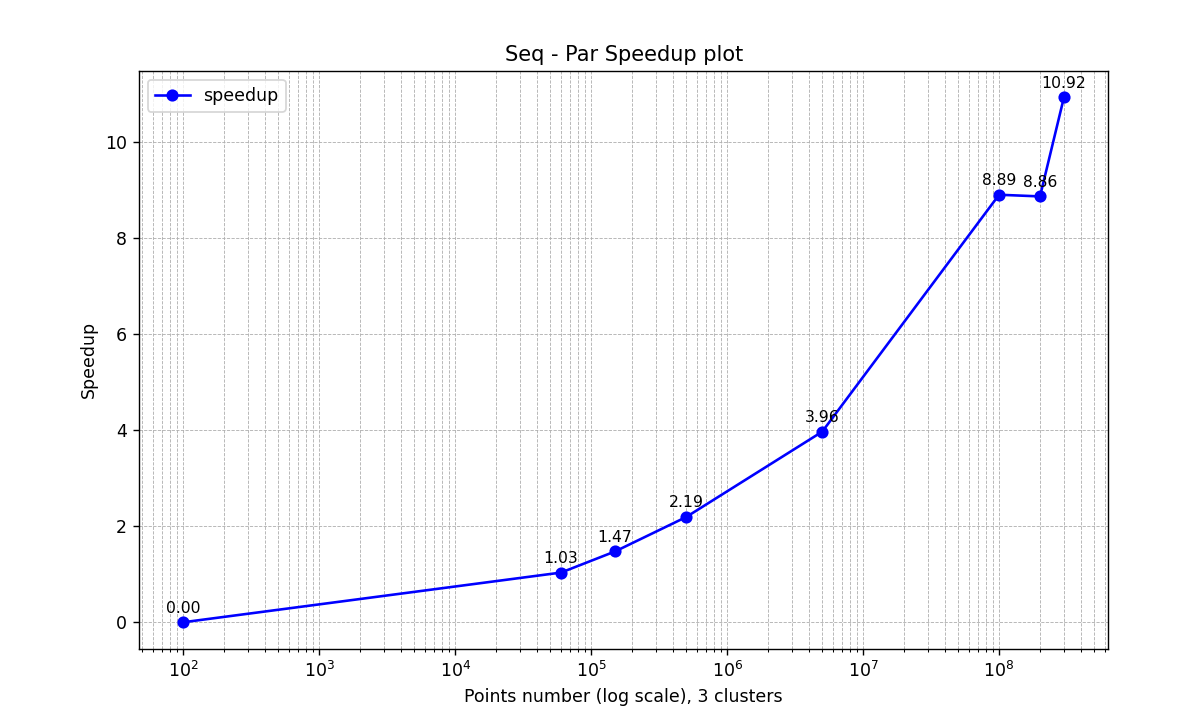 Seq - Par Speedup plot
speedup
10.92
8.89
8.86
3.96
2.19
1.47
1.03
0.00
10
8
6
4
2
0
Speedup
10² 10³ 10⁴ 10⁵ 10⁶ 10⁷ 10⁸
Points number (log scale), 3 clusters